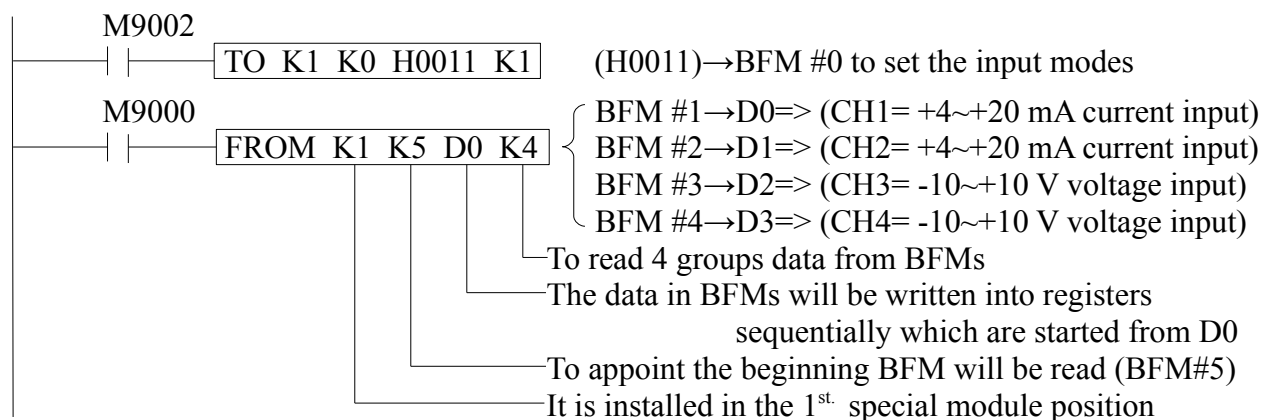 M9002
TO K1 K0 H0011 K1 (H0011)→BFM #0 to set the input modes
M9000
FROM K1 K5 D0 K4
BFM #1→D0=> (CH1= +4~+20 mA current input)
BFM #2→D1=> (CH2= +4~+20 mA current input)
BFM #3→D2=> (CH3= -10~+10 V voltage input)
BFM #4→D3=> (CH4= -10~+10 V voltage input)
To read 4 groups data from BFMs
The data in BFMs will be written into registers
sequentially which are started from D0
To appoint the beginning BFM will be read (BFM#5)
It is installed in the 1st. special module position